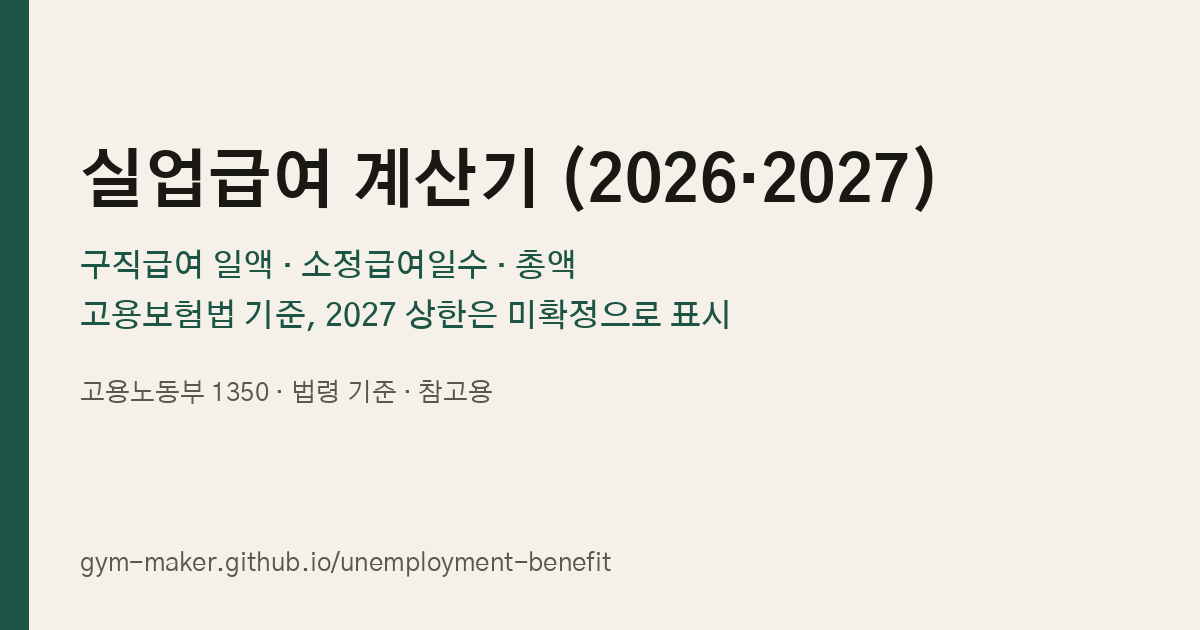 실업급여 계산기 (2026·2027)
구직급여 일액 · 소정급여일수 · 총액
고용보험법 기준, 2027 상한은 미확정으로 표시
고용노동부 1350 · 법령 기준 · 참고용
gym-maker.github.io/unemployment-benefit